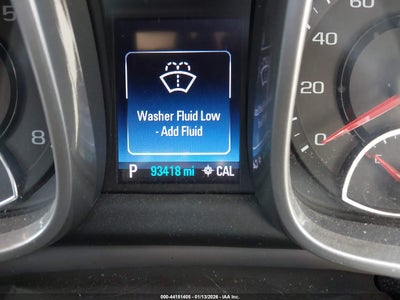 5
8
Washer Fluid Low
- Add Fluid
P 93418 mi CAL
60
40
20
0
000-44151405 - 01/13/2026 - IAA Inc.